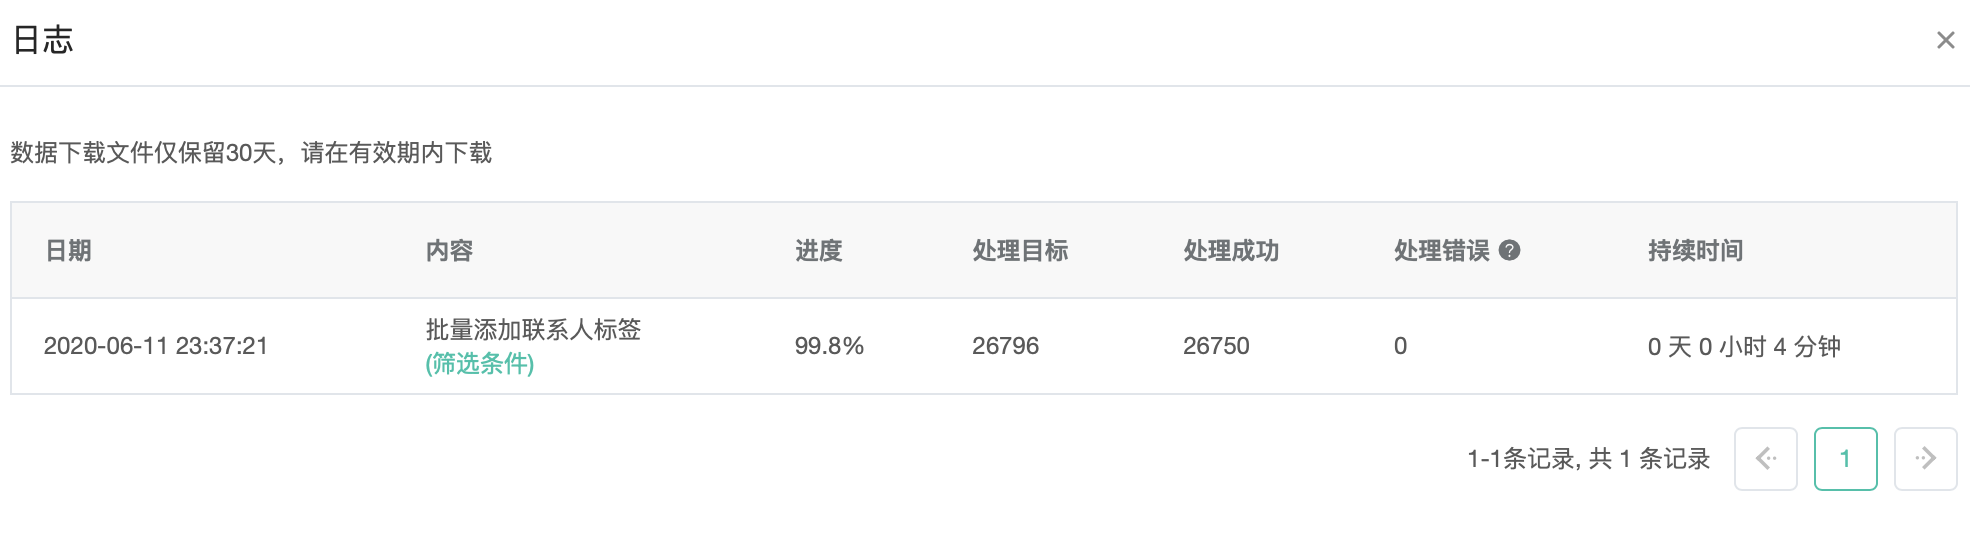 日志
数据下载文件仅保留30天，请在有效期内下载
日期 内容 进度 处理目标 处理成功 处理错误 ? 持续时间
2020-06-11 23:37:21 批量添加联系人标签 99.8% 26796 26750 0 0 天 0 小时 4 分钟
(筛选条件)
1-1条记录, 共 1 条记录 1